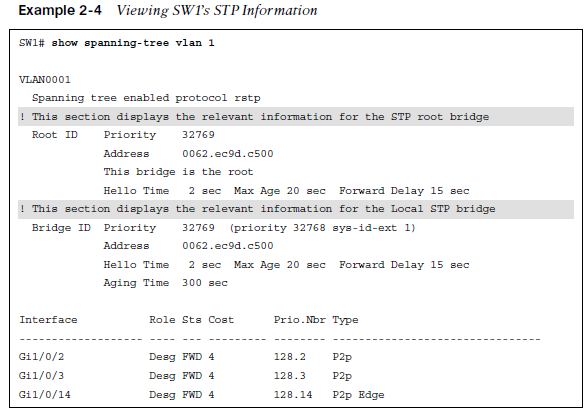 Example 2-4 Viewing SW1's STP Information
SW1# show spanning-tree vlan 1
VLAN0001
Spanning tree enabled protocol rstp
! This section displays the relevant information for the STP root bridge
Root ID Priority 32769
Address 0062.ec9d.c500
This bridge is the root
Hello Time 2 sec Max Age 20 sec Forward Delay 15 sec
! This section displays the relevant information for the Local STP bridge
Bridge ID Priority 32769 (priority 32768 sys-id-ext 1)
Address 0062.ec9d.c500
Hello Time 2 sec Max Age 20 sec Forward Delay 15 sec
Aging Time 300 sec
Interface Role Sts Cost Prio.Nbr Type
------------------- ---- --- --------- -------- --------------------------------
Gi1/0/2 Desg FWD 4 128.2 P2p
Gi1/0/3 Desg FWD 4 128.3 P2p
Gi1/0/14 Desg FWD 4 128.14 P2p Edge